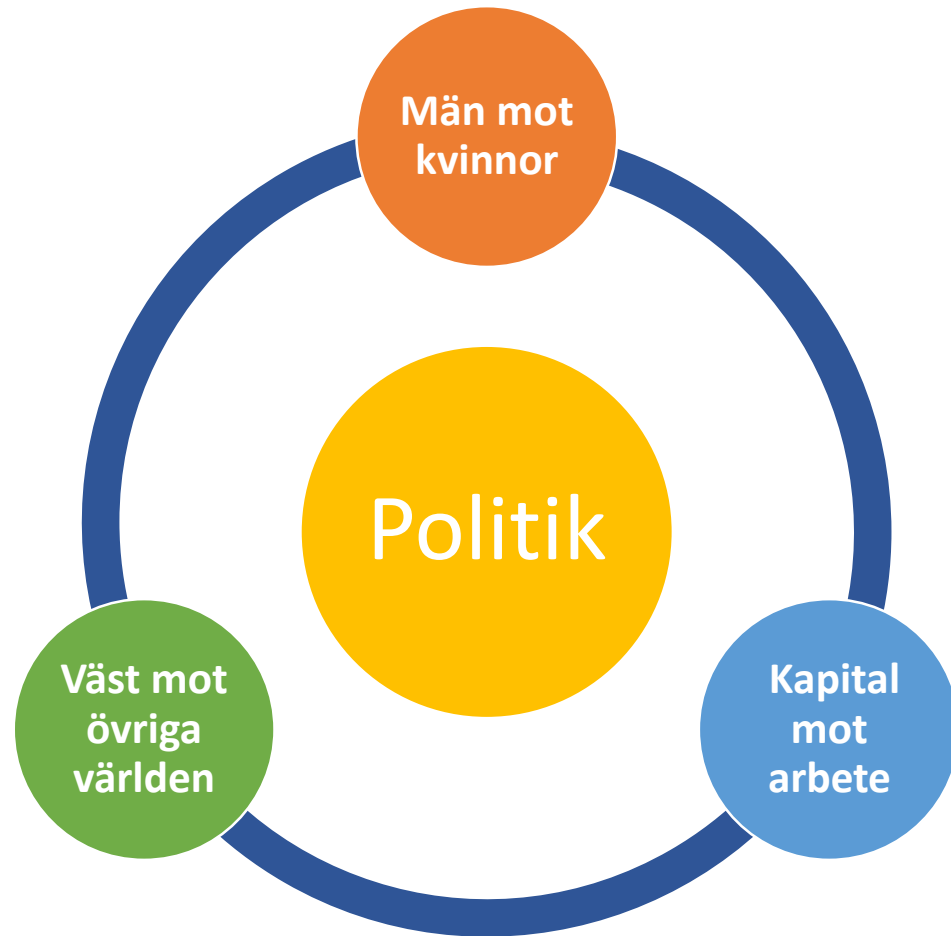 Män mot
kvinnor
Politik
Väst mot
övriga
världen
Kapital
mot
arbete